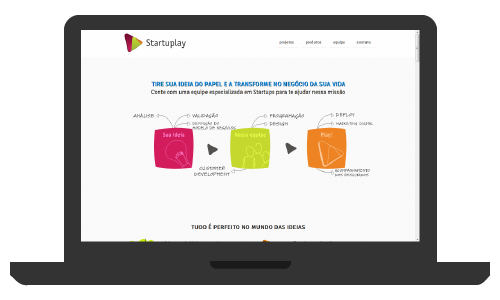 Startuplay
projetos produtos equipe contato
TIRE SUA IDEIA DO PAPEL E A TRANSFORME NO NEGÓCIO DA SUA VIDA
Conte com uma equipe especializada em Startups para te ajudar nessa missão
ANÁLISE
VALIDAÇÃO
DEFINIÇÃO DO
MODELO DE NEGÓCIO
PROGRAMAÇÃO
DESIGN
DEPLOY
MARKETING DIGITAL
Sua Ideia
Nossa equipe
Play!
CUSTOMER
DEVELOPMENT
ACOMPANHAMENTO
DOS RESULTADOS
TUDO É PERFEITO NO MUNDO DAS IDEIAS